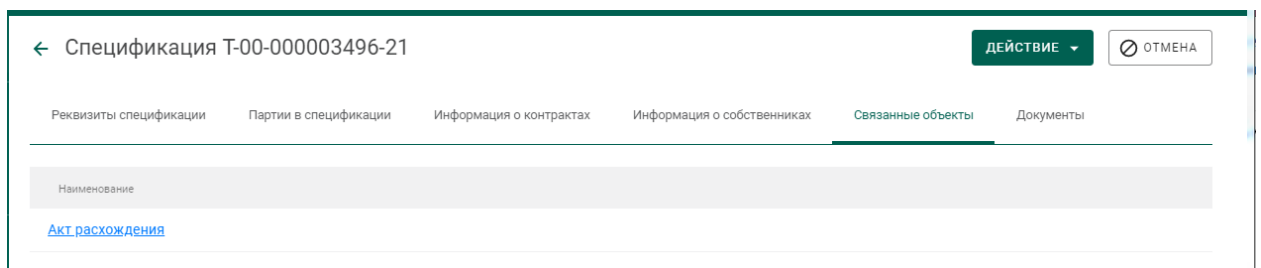 Спецификация Т-00-000003496-21
ДЕЙСТВИЕ
ОТМЕНА
Реквизиты спецификации Партии в спецификации Информация о контрактах Информация о собственниках Связанные объекты Документы
Наименование
Акт расхождения